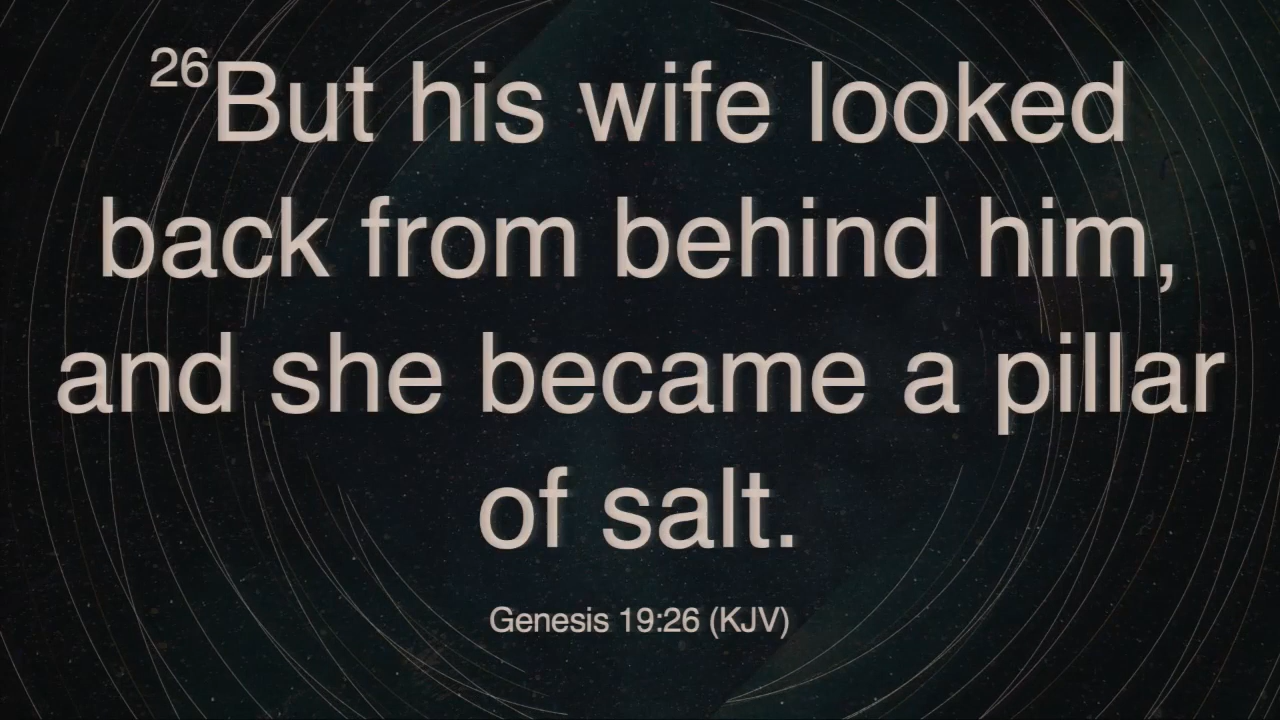 26But his wife looked
back from behind him,
and she became a pillar
of salt.
Genesis 19:26 (KJV)